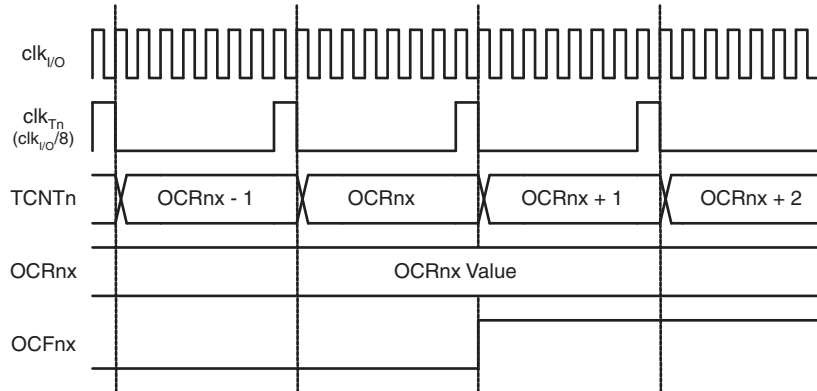 clkI/O
clkTn
(clkI/O/8)
TCNTn OCRnx - 1 OCRnx OCRnx + 1 OCRnx + 2
OCRnx OCRnx Value
OCFnx